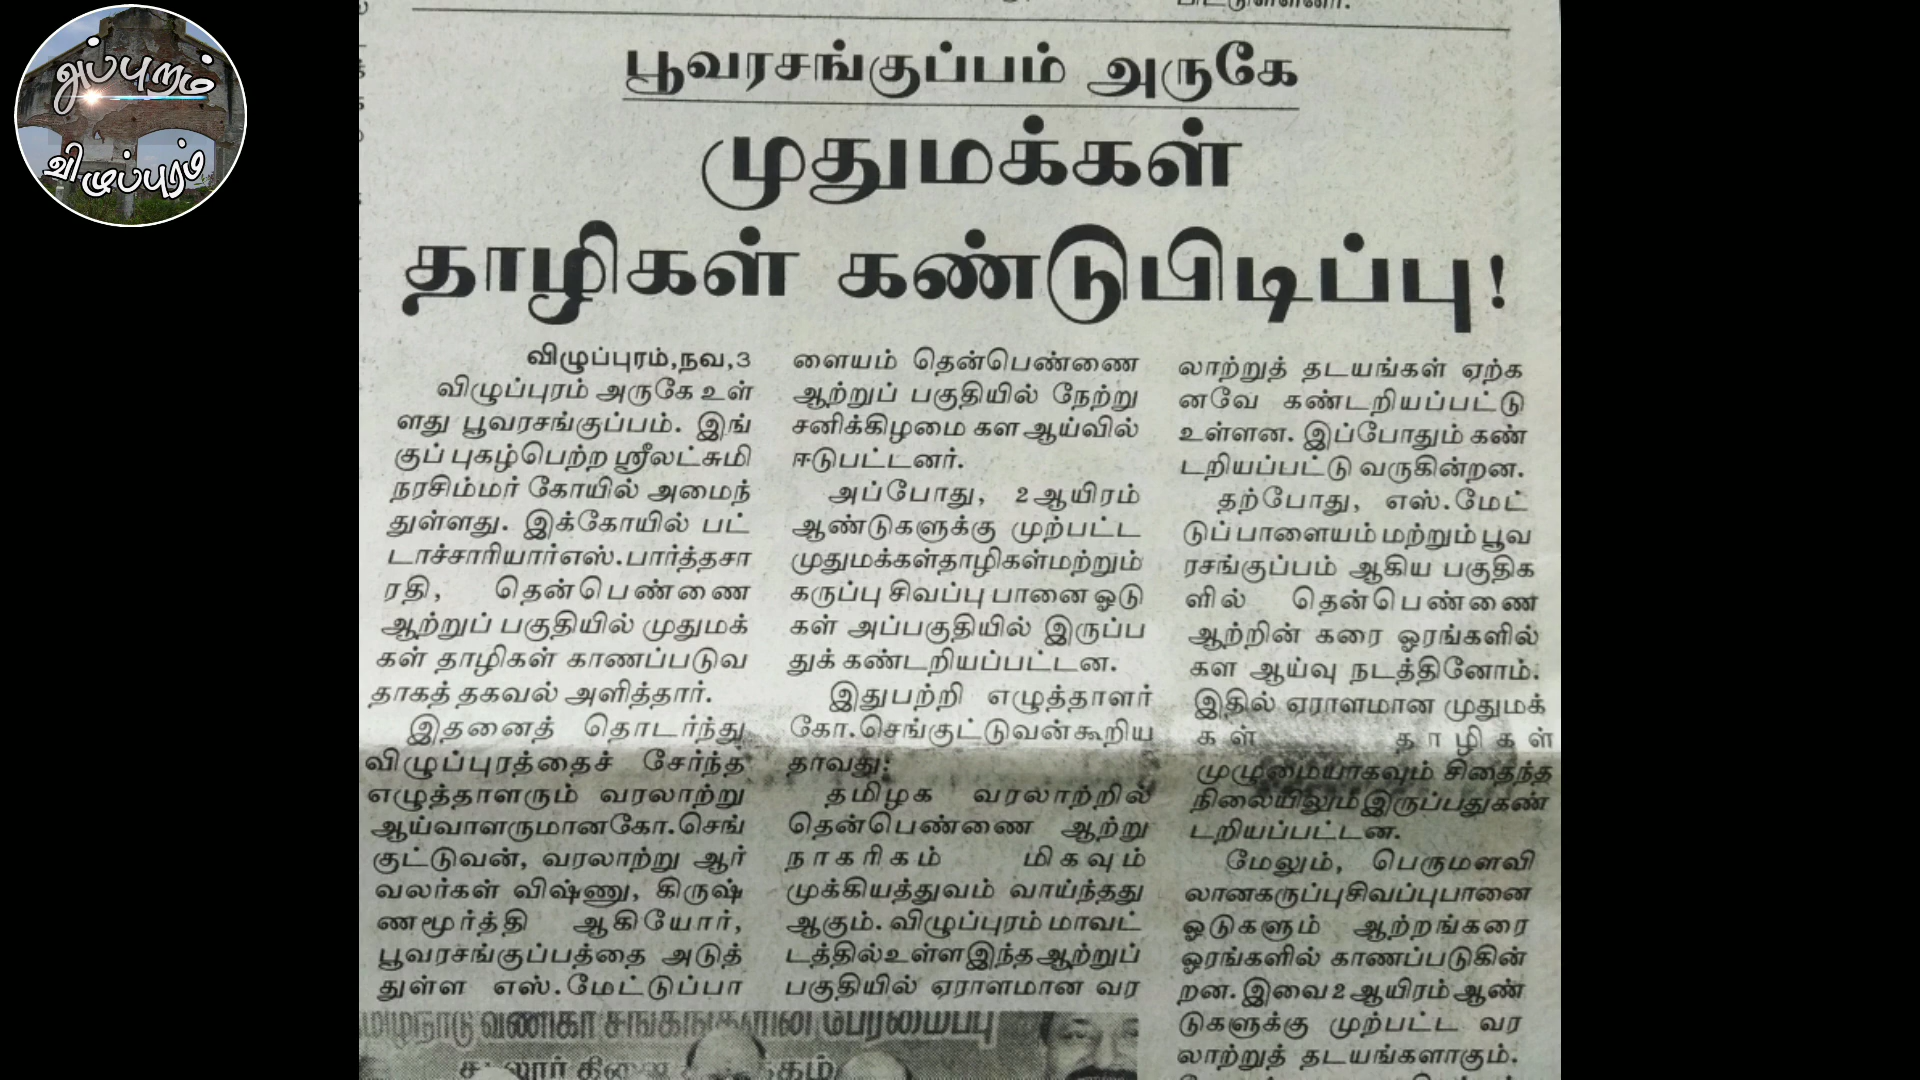 அப்புறம்
விழுப்புரம்
பூவரசங்குப்பம் அருகே
முதுமக்கள்
தாழிகள் கண்டுபிடிப்பு!
விழுப்புரம்,நவ,3
விழுப்புரம் அருகே உள்
ளது பூவரசங்குப்பம். இங்
குப் புகழ்பெற்ற ஸ்ரீலட்சுமி
நரசிம்மர் கோயில் அமைந்
துள்ளது. இக்கோயில் பட்
டாச்சாரியார்எஸ்.பார்த்தசா
ரதி, தென்பெண்ணை
ஆற்றுப் பகுதியில் முதுமக்
கள் தாழிகள் காணப்படுவ
தாகத் தகவல் அளித்தார்.
இதனைத் தொடர்ந்து
விழுப்புரத்தைச் சேர்ந்த
எழுத்தாளரும் வரலாற்று
ஆய்வாளருமானகோ.செங்
குட்டுவன், வரலாற்று ஆர்
வலர்கள் விஷ்ணு, கிருஷ்
ணமூர்த்தி ஆகியோர்,
பூவரசங்குப்பத்தை அடுத்
துள்ள எஸ்.மேட்டுப்பா
ளையம் தென்பெண்ணை
ஆற்றுப் பகுதியில் நேற்று
சனிக்கிழமை கள ஆய்வில்
ஈடுபட்டனர்.
அப்போது, 2ஆயிரம்
ஆண்டுகளுக்கு முற்பட்ட
முதுமக்கள்தாழிகள்மற்றும்
கருப்பு சிவப்பு பானை ஓடு
கள் அப்பகுதியில் இருப்ப
துக் கண்டறியப்பட்டன.
இதுபற்றி எழுத்தாளர்
கோ.செங்குட்டுவன்கூறிய
தாவது:
தமிழக வரலாற்றில்
தென்பெண்ணை ஆற்று
நாகரிகம் மிகவும்
முக்கியத்துவம் வாய்ந்தது
ஆகும். விழுப்புரம் மாவட்
டத்தில்உள்ளஇந்தஆற்றுப்
பகுதியில் ஏராளமான வர
லாற்றுத் தடயங்கள் ஏற்க
னவே கண்டறியப்பட்டு
உள்ளன. இப்போதும் கண்
டறியப்பட்டு வருகின்றன.
தற்போது, எஸ்.மேட்
டுப்பாளையம் மற்றும் பூவ
ரசங்குப்பம் ஆகிய பகுதிக
ளில் தென்பெண்ணை
ஆற்றின் கரை ஓரங்களில்
கள ஆய்வு நடத்தினோம்.
இதில் ஏராளமான முதுமக்
கள் தாழிகள்
முழுமையாகவும் சிதைந்த
நிலையிலும்இருப்பதுகண்
டறியப்பட்டன.
மேலும், பெருமளவி
லானகருப்புசிவப்புபானை
ஓடுகளும் ஆற்றங்கரை
ஓரங்களில் காணப்படுகின்
றன. இவை 2ஆயிரம் ஆண்
டுகளுக்கு முற்பட்ட வர
லாற்றுத் தடயங்களாகும்.